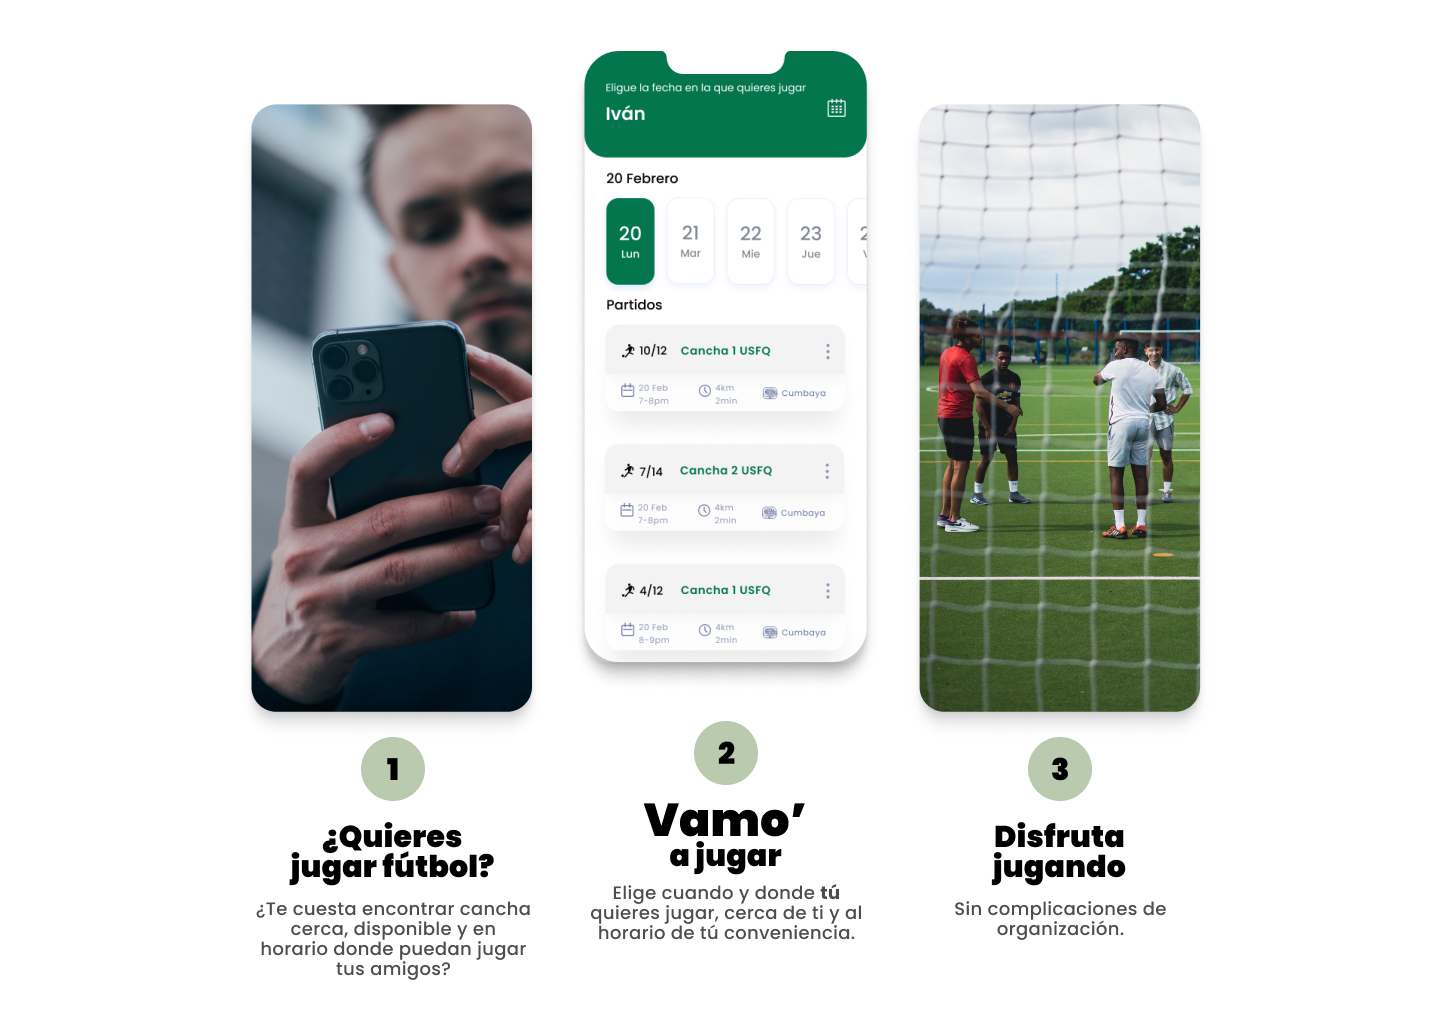 Eligue la fecha en la que quieres jugar
Iván
20 Febrero
20
Lun
21
Mar
22
Mie
23
Jue
Partidos
10/12 Cancha 1 USFQ
20 Feb
7-8pm
4km
2min
Cumbaya
7/14 Cancha 2 USFQ
20 Feb
7-8pm
4km
2min
Cumbaya
4/12 Cancha 1 USFQ
20 Feb
8-9pm
4km
2min
Cumbaya
1
¿Quieres
jugar fútbol?
¿Te cuesta encontrar cancha
cerca, disponible y en
horario donde puedan jugar
tus amigos?
2
Vamo’
a jugar
Elige cuando y donde tú
quieres jugar, cerca de ti y al
horario de tú conveniencia.
3
Disfruta
jugando
Sin complicaciones de
organización.